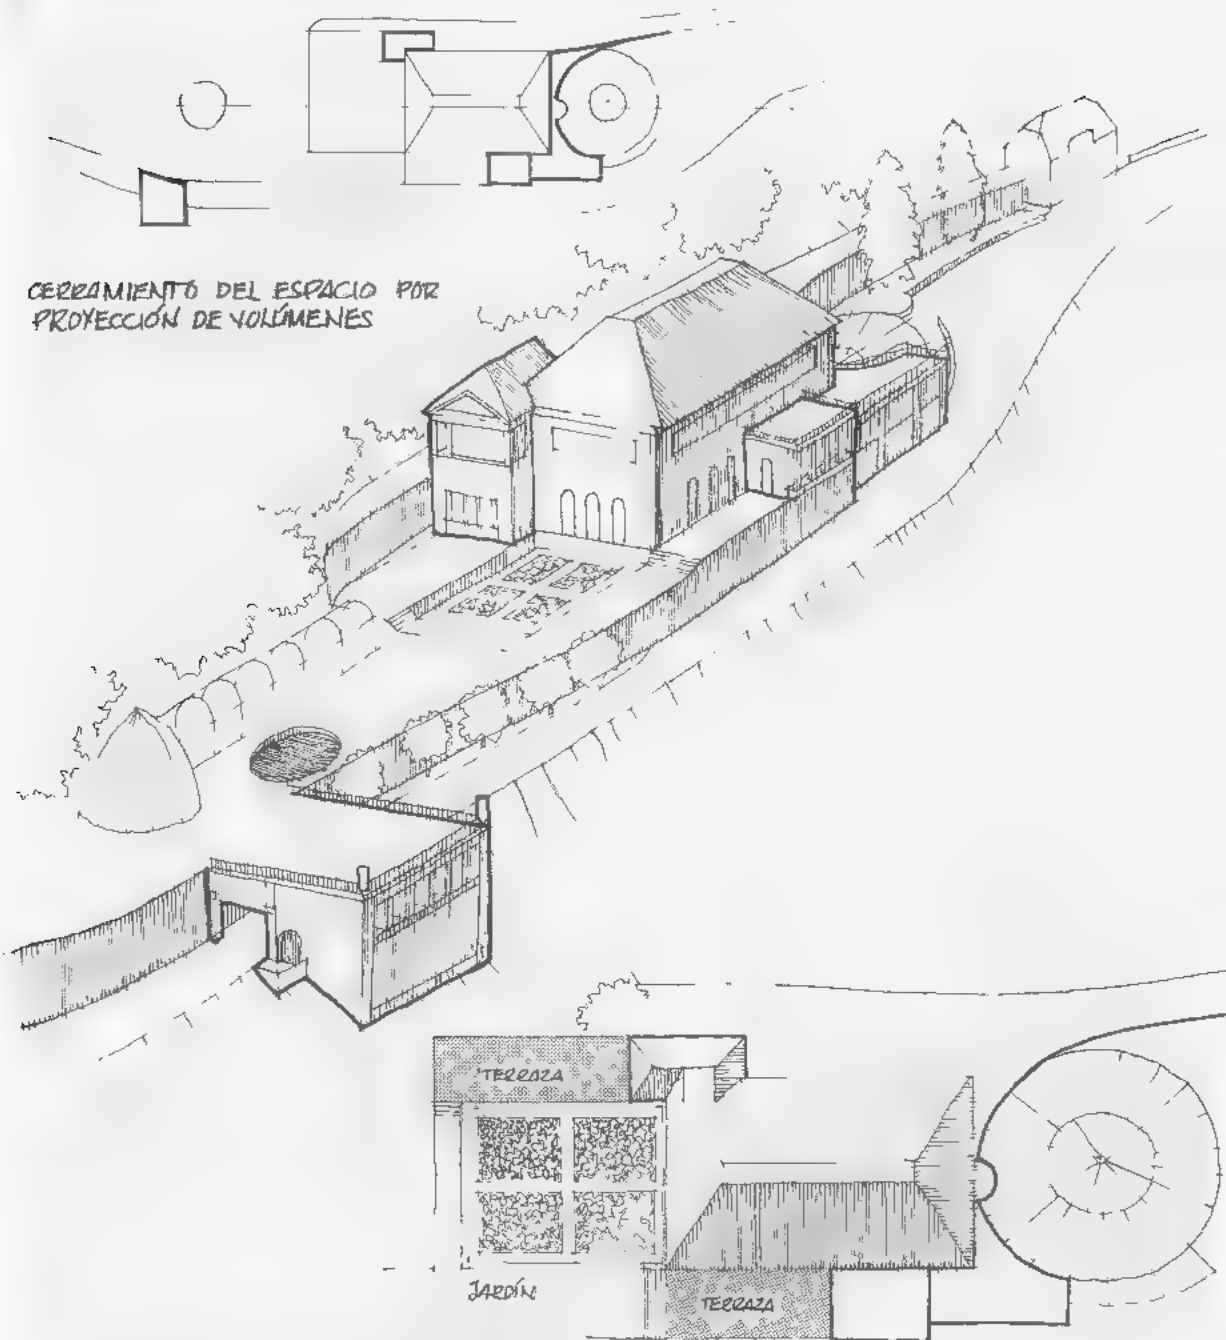 CERRAMIENTO DEL ESPACIO POR
PROYECCIÓN DE VOLÚMENES
TERRAZA
JARDÍN
TERRAZA